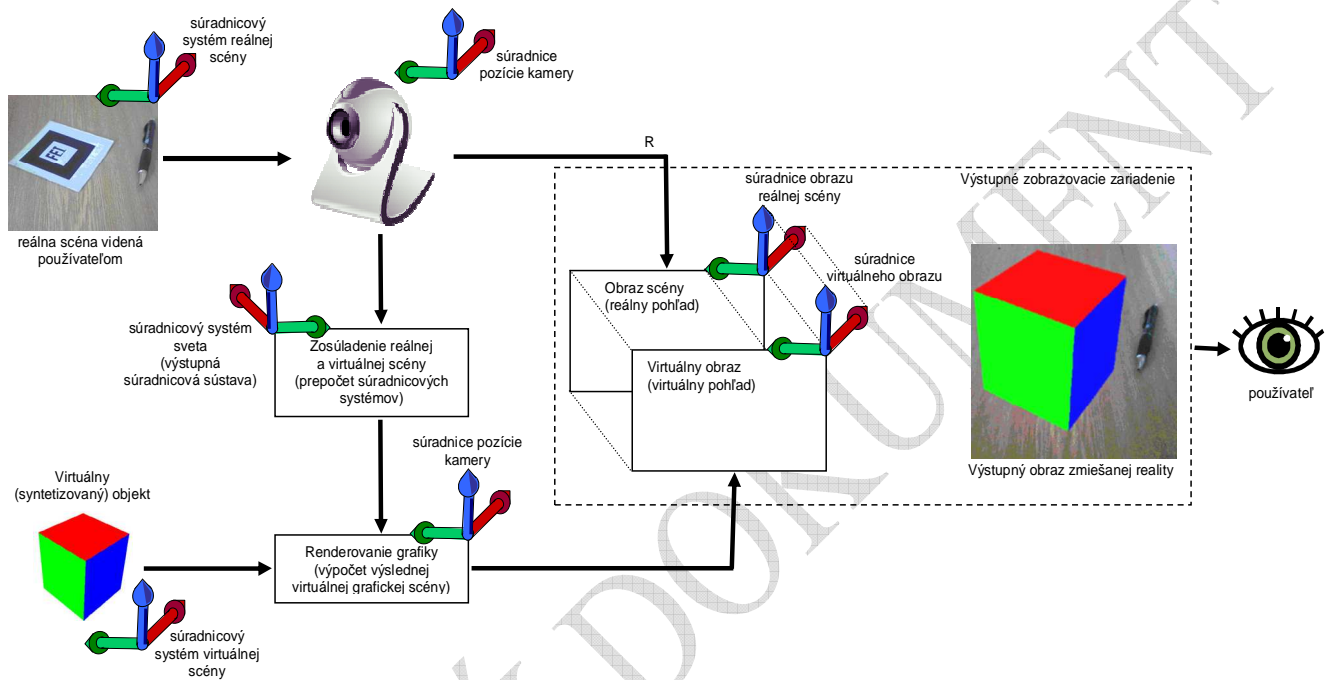 súradnicový
systém reálnej
scény
súradnice
pozície kamery
FEI
reálna scéna videná
používateľom
R
Výstupné zobrazovacie zariadenie
súradnice obrazu
reálnej scény
súradnice
virtuálneho obrazu
Obraz scény
(reálny pohľad)
Virtuálny obraz
(virtuálny pohľad)
súradnicový systém
sveta
(výstupná
súradnicová sústava)
Zosúladenie reálnej
a virtuálnej scény
(prepočet súradnicových
systémov)
používateľ
Výstupný obraz zmiešanej reality
súradnice pozície
kamery
Virtuálny
(syntetizovaný) objekt
Renderovanie grafiky
(výpočet výslednej
virtuálnej grafickej scény)
súradnicový
systém virtuálnej
scény
DOKUMENT